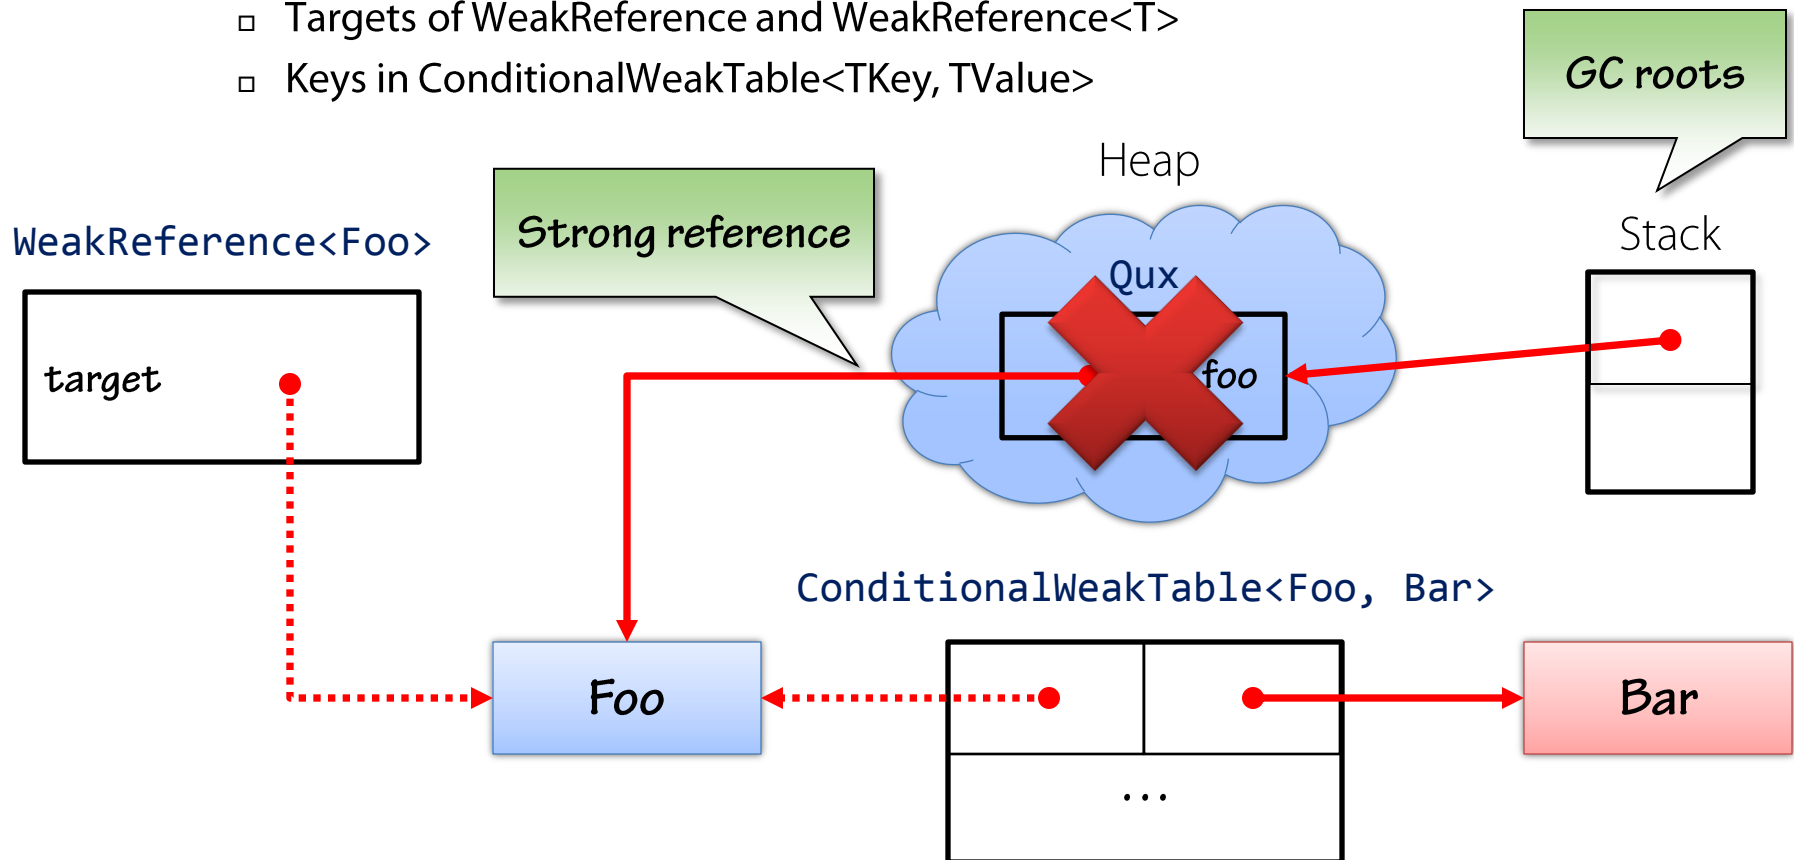 Targets of WeakReference and WeakReference<T>
Keys in ConditionalWeakTable<TKey, TValue>
GC roots
Heap
Strong reference
Stack
WeakReference<Foo>
Qux
target
foo
ConditionalWeakTable<Foo, Bar>
Foo
Bar
...